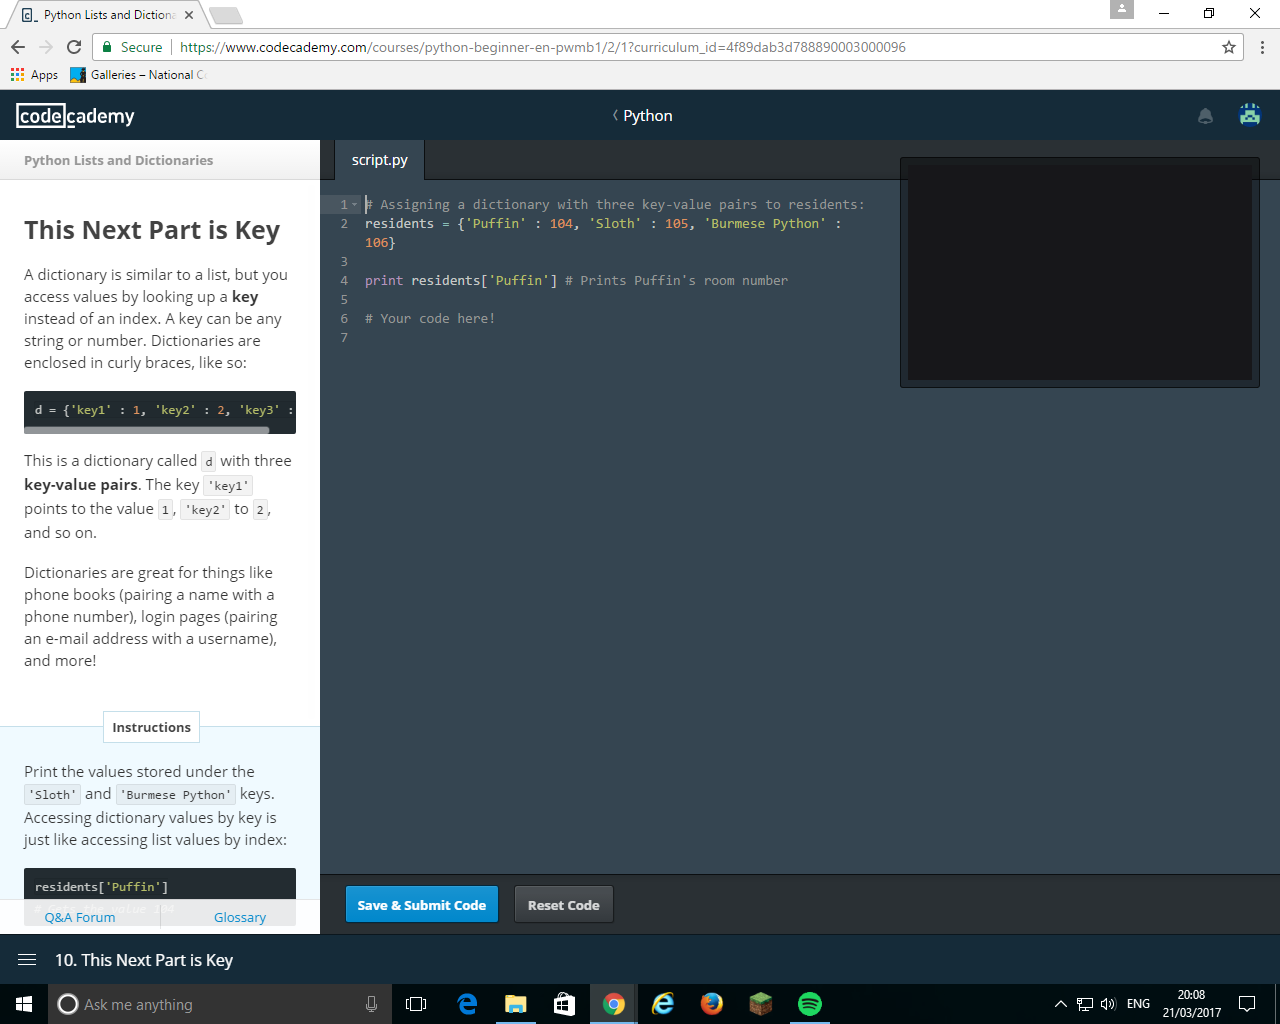 Python Lists and Dictiona
Secure
https://www.codecademy.com/courses/python-beginner-en-pwmb1/2/1?curriculum_id=4f89dab3d788890003000096
Apps
Galleries – National C
codecademy
Python
Python Lists and Dictionaries
This Next Part is Key
A dictionary is similar to a list, but you
access values by looking up a key
instead of an index. A key can be any
string or number. Dictionaries are
enclosed in curly braces, like so:
d = {'key1' : 1, 'key2' : 2, 'key3' :
This is a dictionary called d with three
key-value pairs. The key 'key1'
points to the value 1, 'key2' to 2,
and so on.
Dictionaries are great for things like
phone books (pairing a name with a
phone number), login pages (pairing
an e-mail address with a username),
and more!
Instructions
Print the values stored under the
'Sloth' and 'Burmese Python' keys.
Accessing dictionary values by key is
just like accessing list values by index:
residents['Puffin']
# Gets the value 104
Q&A Forum
Glossary
script.py
1 # Assigning a dictionary with three key-value pairs to residents:
2 residents = {'Puffin' : 104, 'Sloth' : 105, 'Burmese Python' :
106}
3
4 print residents['Puffin'] # Prints Puffin's room number
5
6 # Your code here!
7
Save & Submit Code
Reset Code
10. This Next Part is Key
Ask me anything
ENG
20:08
21/03/2017